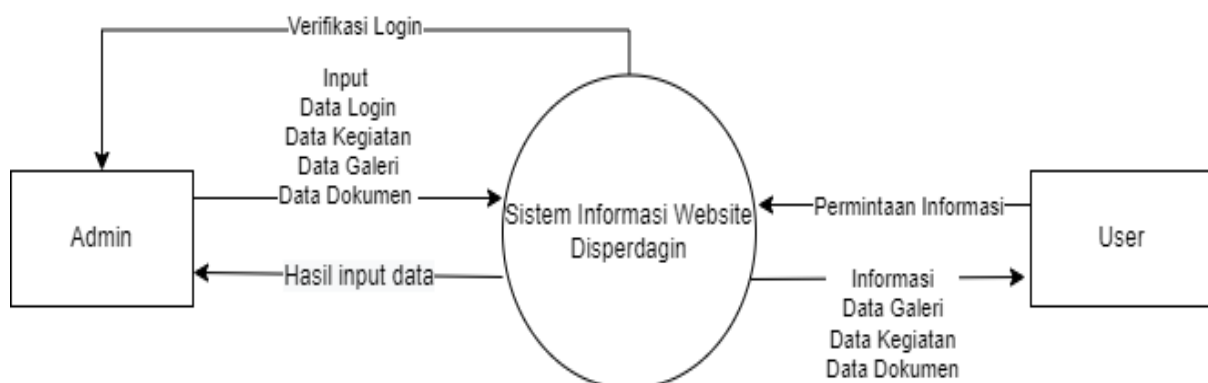 Verifikasi Login
Input
Data Login
Data Kegiatan
Data Galeri
Data Dokumen
Admin
Hasil input data
Sistem Informasi Website
Disperdagin
Permintaan Informasi
User
Informasi
Data Galeri
Data Kegiatan
Data Dokumen